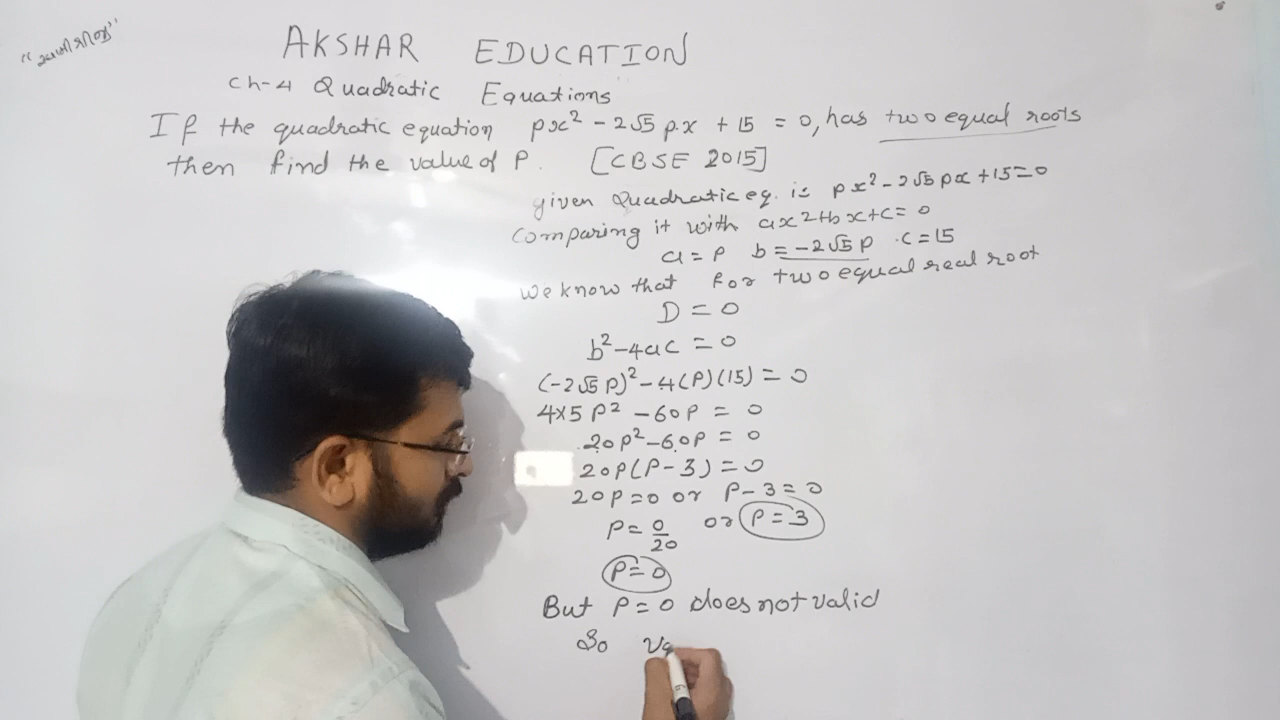 AKSHAR EDUCATION
Ch-4 Quadratic Equations
If the quadratic equation px² - 2√5 p.x + 15 = 0, has two equal roots
then find the value of P. [CBSE 2015]
given Quadratic eq. is px² - 2√5 px + 15 = 0
Comparing it with ax²+bx+c = 0
a = P b = -2√5 P .c = 15
we know that for two equal real root
D = 0
b² - 4ac = 0
(-2√5 P)² - 4(P)(15) = 0
4×5 P² - 60P = 0
20P² - 60P = 0
20P(P-3) = 0
20P = 0 or P-3 = 0
P = 0/20 or P = 3
P = 0
But P = 0 does not valid
So